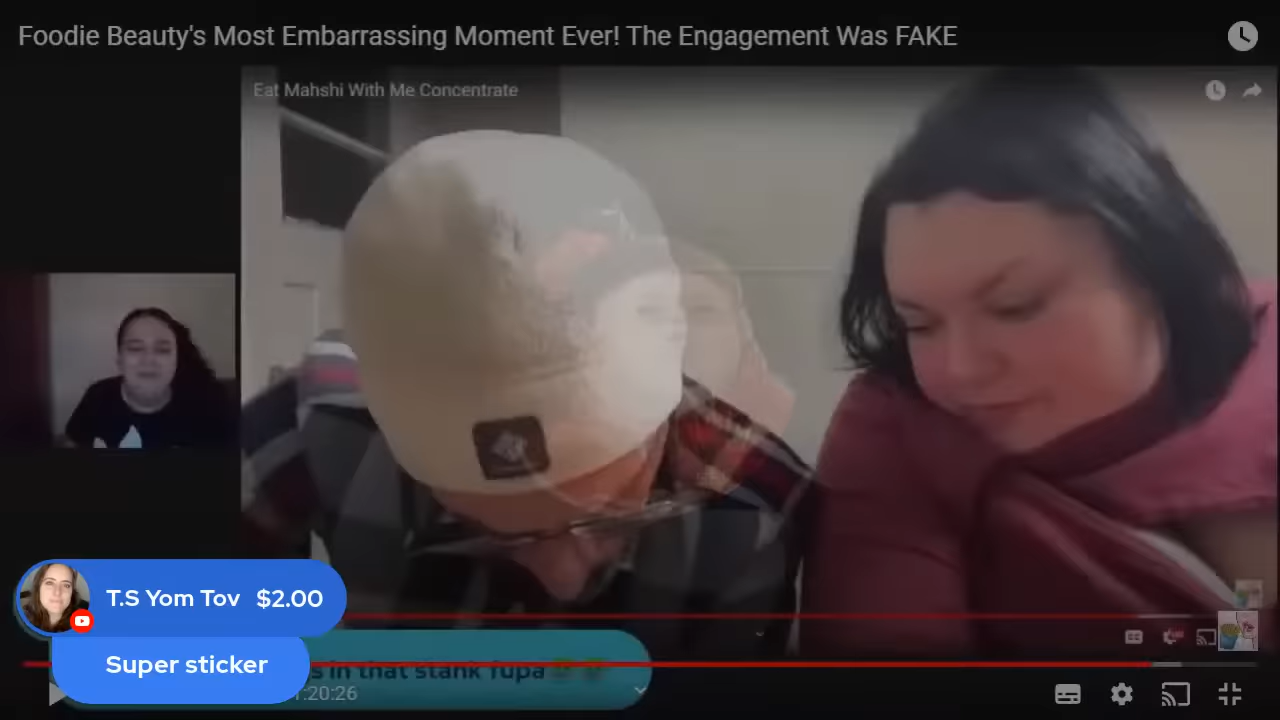 Foodie Beauty's Most Embarrassing Moment Ever! The Engagement Was FAKE
Eat Mahshi With Me Concentrate
T.S Yom Tov $2.00
Super sticker
in that stank fupa
1:20:26
CC